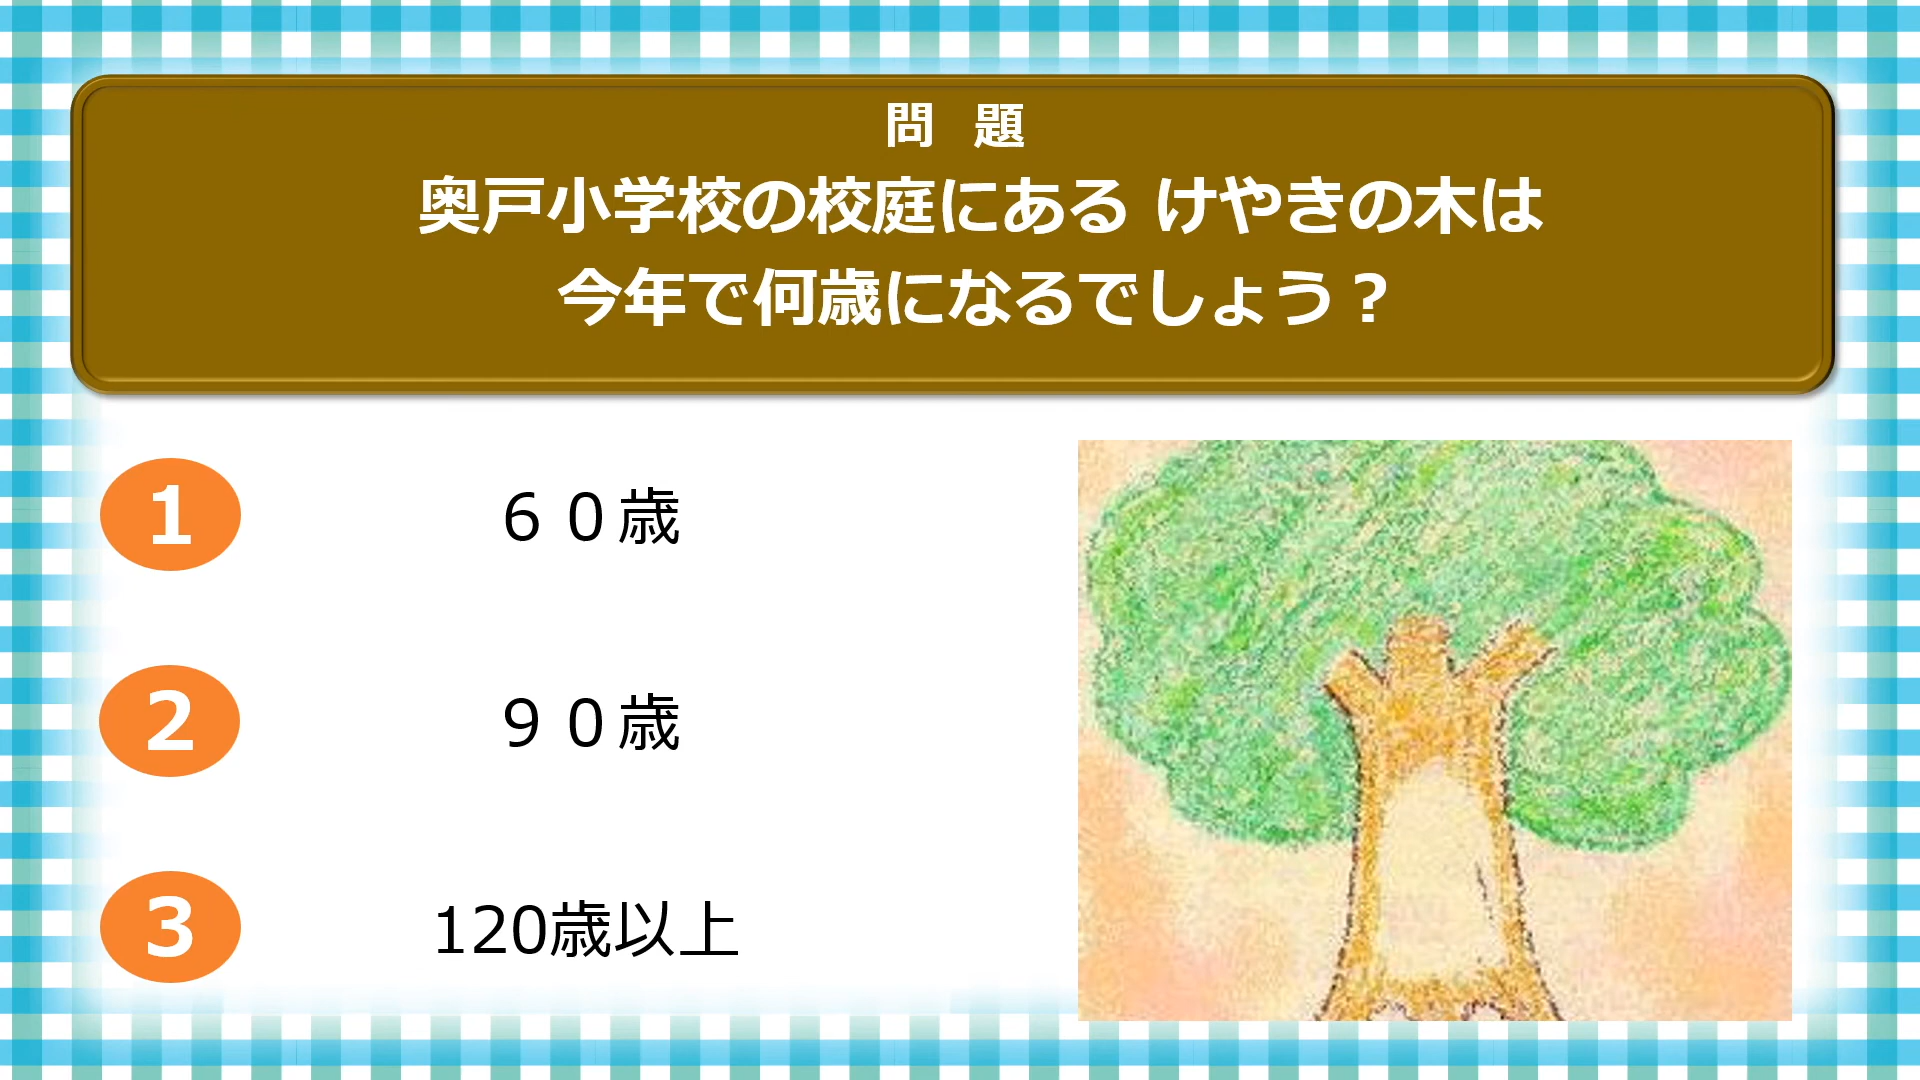 問 題
奥戸小学校の校庭にある けやきの木は
今年で何歳になるでしょう？
1
６０歳
2
９０歳
3
120歳以上